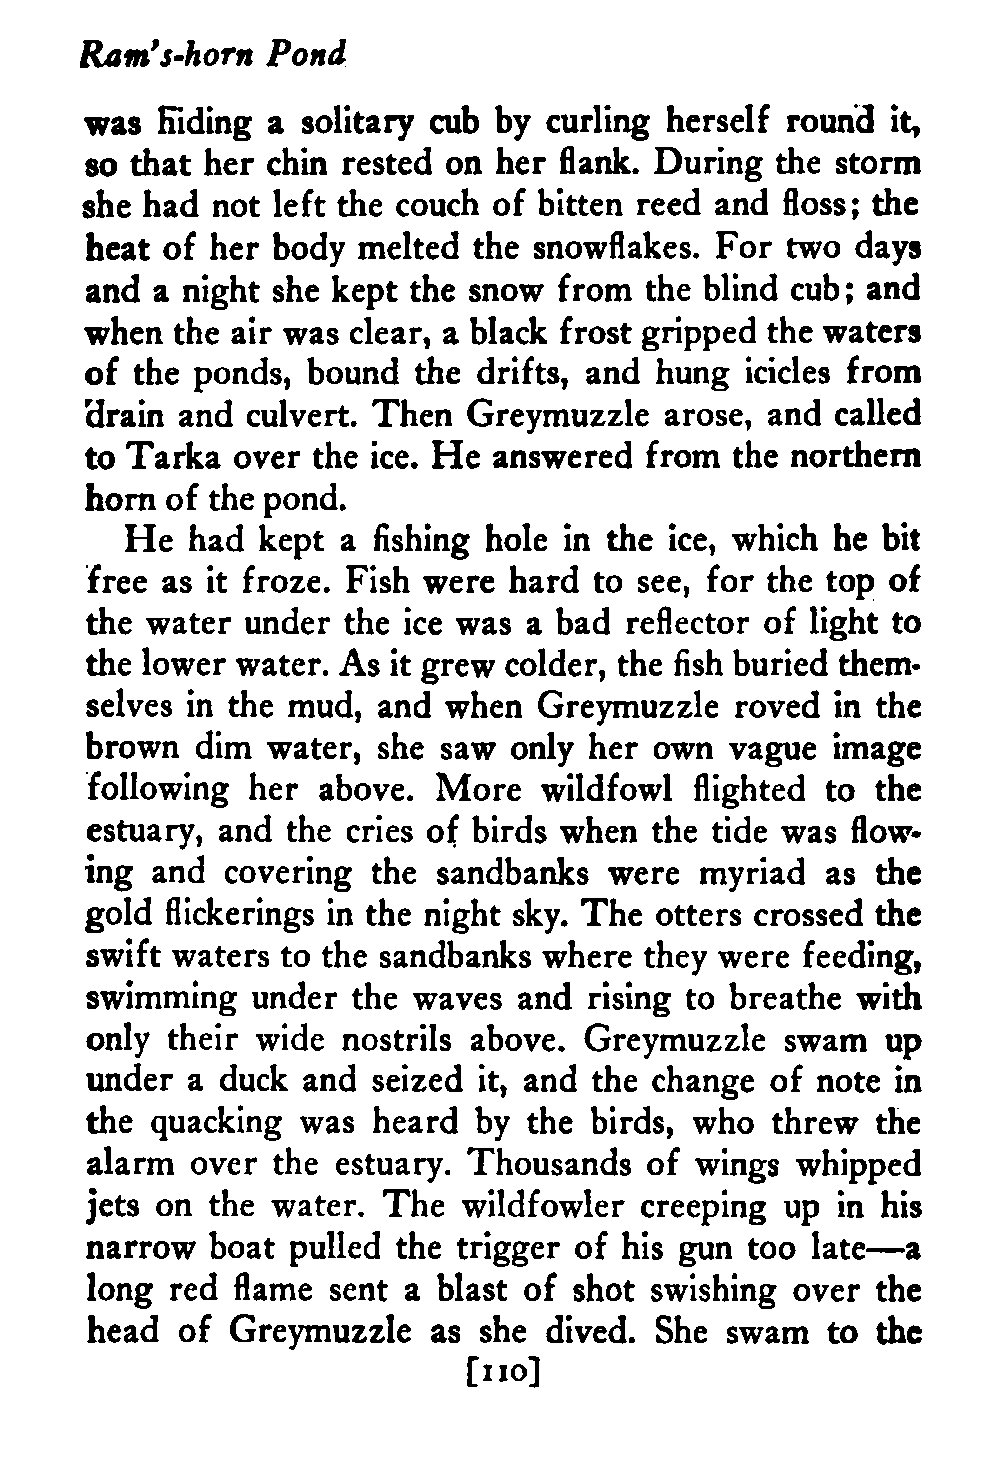 Ram's-horn Pond
was hiding a solitary cub by curling herself round it,
so that her chin rested on her flank. During the storm
she had not left the couch of bitten reed and floss; the
heat of her body melted the snowflakes. For two days
and a night she kept the snow from the blind cub; and
when the air was clear, a black frost gripped the waters
of the ponds, bound the drifts, and hung icicles from
drain and culvert. Then Greymuzzle arose, and called
to Tarka over the ice. He answered from the northern
horn of the pond.
He had kept a fishing hole in the ice, which he bit
free as it froze. Fish were hard to see, for the top of
the water under the ice was a bad reflector of light to
the lower water. As it grew colder, the fish buried them-
selves in the mud, and when Greymuzzle roved in the
brown dim water, she saw only her own vague image
following her above. More wildfowl flighted to the
estuary, and the cries of birds when the tide was flow-
ing and covering the sandbanks were myriad as the
gold flickerings in the night sky. The otters crossed the
swift waters to the sandbanks where they were feeding,
swimming under the waves and rising to breathe with
only their wide nostrils above. Greymuzzle swam up
under a duck and seized it, and the change of note in
the quacking was heard by the birds, who threw the
alarm over the estuary. Thousands of wings whipped
jets on the water. The wildfowler creeping up in his
narrow boat pulled the trigger of his gun too late—a
long red flame sent a blast of shot swishing over the
head of Greymuzzle as she dived. She swam to the
[110]